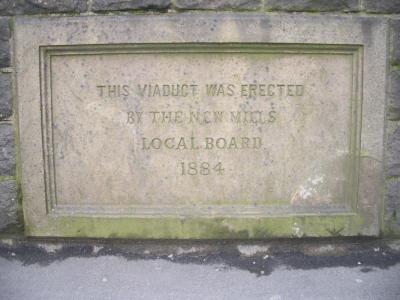 THIS VIADUCT WAS ERECTED
BY THE NEW MILLS
LOCAL BOARD
1884